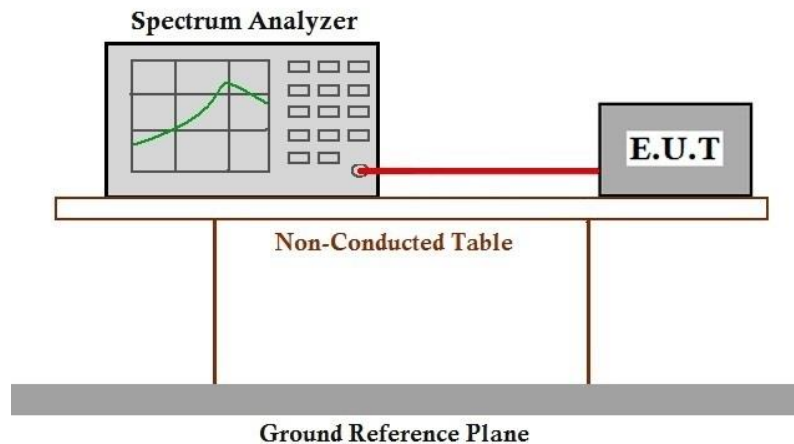 Spectrum Analyzer
E.U.T
Non-Conducted Table
Ground Reference Plane